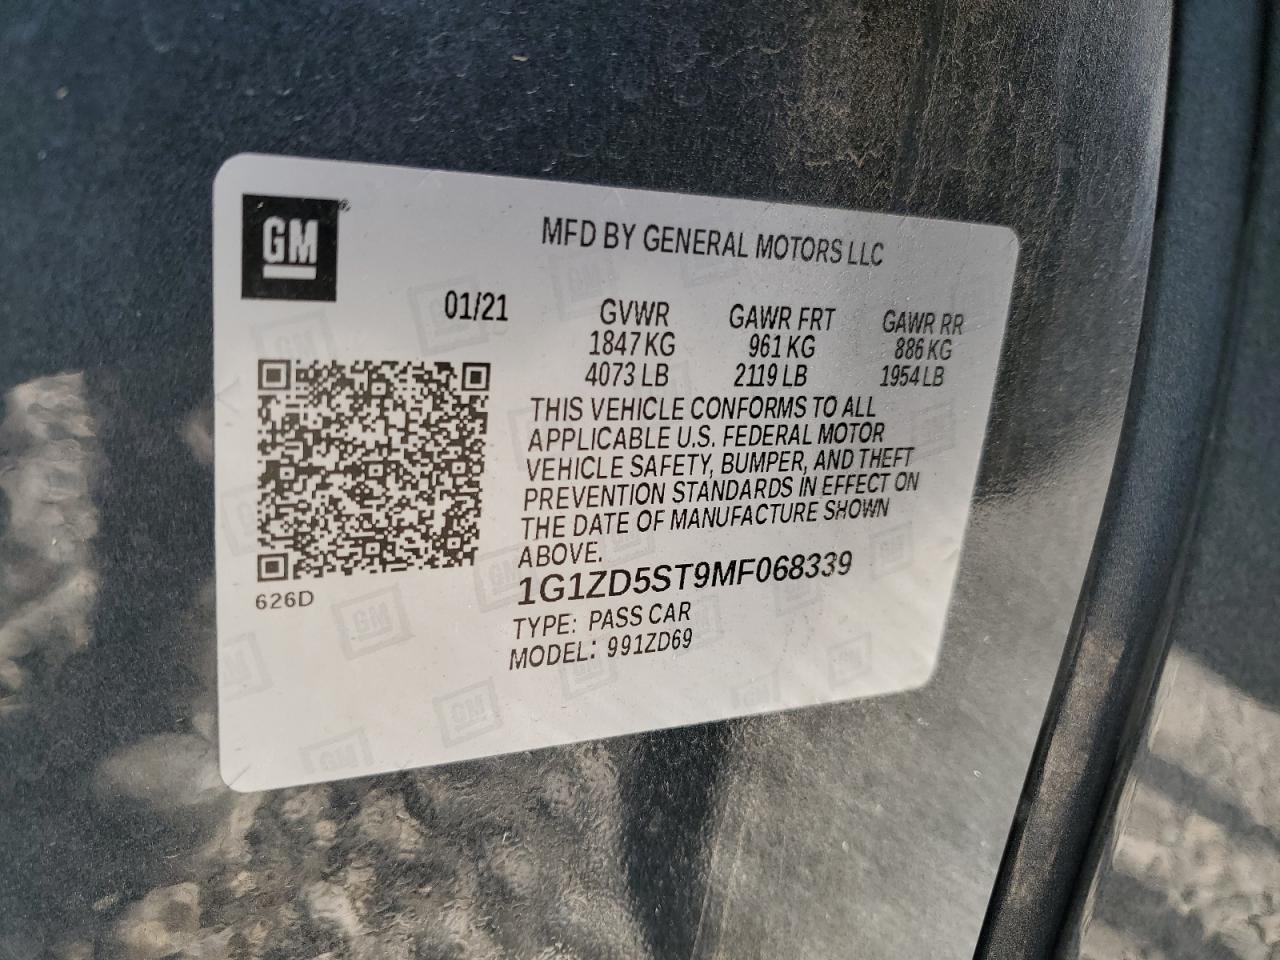 GM®
MFD BY GENERAL MOTORS LLC
01/21
GVWR GAWR FRT GAWR RR
1847 KG 961 KG 886 KG
4073 LB 2119 LB 1954 LB
THIS VEHICLE CONFORMS TO ALL
APPLICABLE U.S. FEDERAL MOTOR
VEHICLE SAFETY, BUMPER, AND THEFT
PREVENTION STANDARDS IN EFFECT ON
THE DATE OF MANUFACTURE SHOWN
ABOVE.
1G1ZD5ST9MF068339
TYPE: PASS CAR
MODEL: 991ZD69
626D